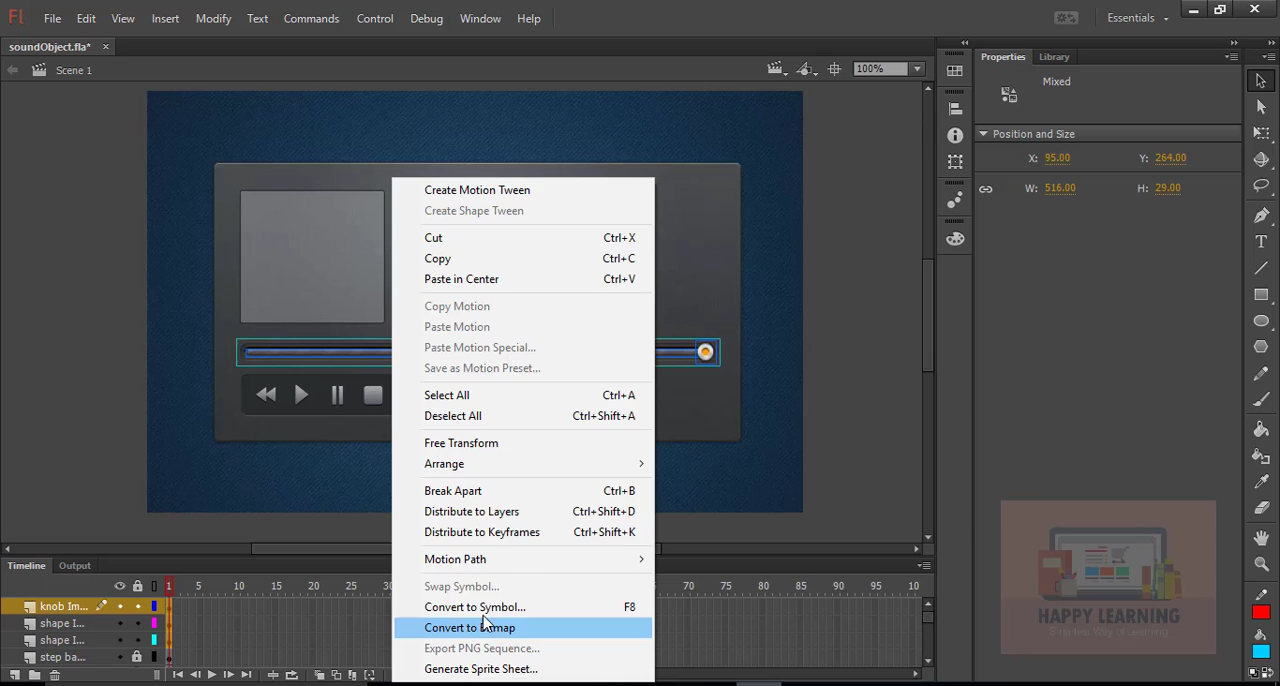 Fl File Edit View Insert Modify Text Commands Control Debug Window Help Essentials
soundObject.fla*
Scene 1 100%
Properties Library
Mixed
Position and Size
X: 95.00 Y: 264.00
W: 516.00 H: 29.00
Create Motion Tween
Create Shape Tween
Cut Ctrl+X
Copy Ctrl+C
Paste in Center Ctrl+V
Copy Motion
Paste Motion
Paste Motion Special...
Save as Motion Preset...
Select All Ctrl+A
Deselect All Ctrl+Shift+A
Free Transform
Arrange
Break Apart Ctrl+B
Distribute to Layers Ctrl+Shift+D
Distribute to Keyframes Ctrl+Shift+K
Motion Path
Swap Symbol...
Convert to Symbol... F8
Convert to Bitmap
Export PNG Sequence...
Generate Sprite Sheet...
Timeline Output
1 5 10 15 20 25 30 70 75 80 85 90 95 10
knob Im...
shape I...
shape I...
step ba...
HAPPY LEARNING